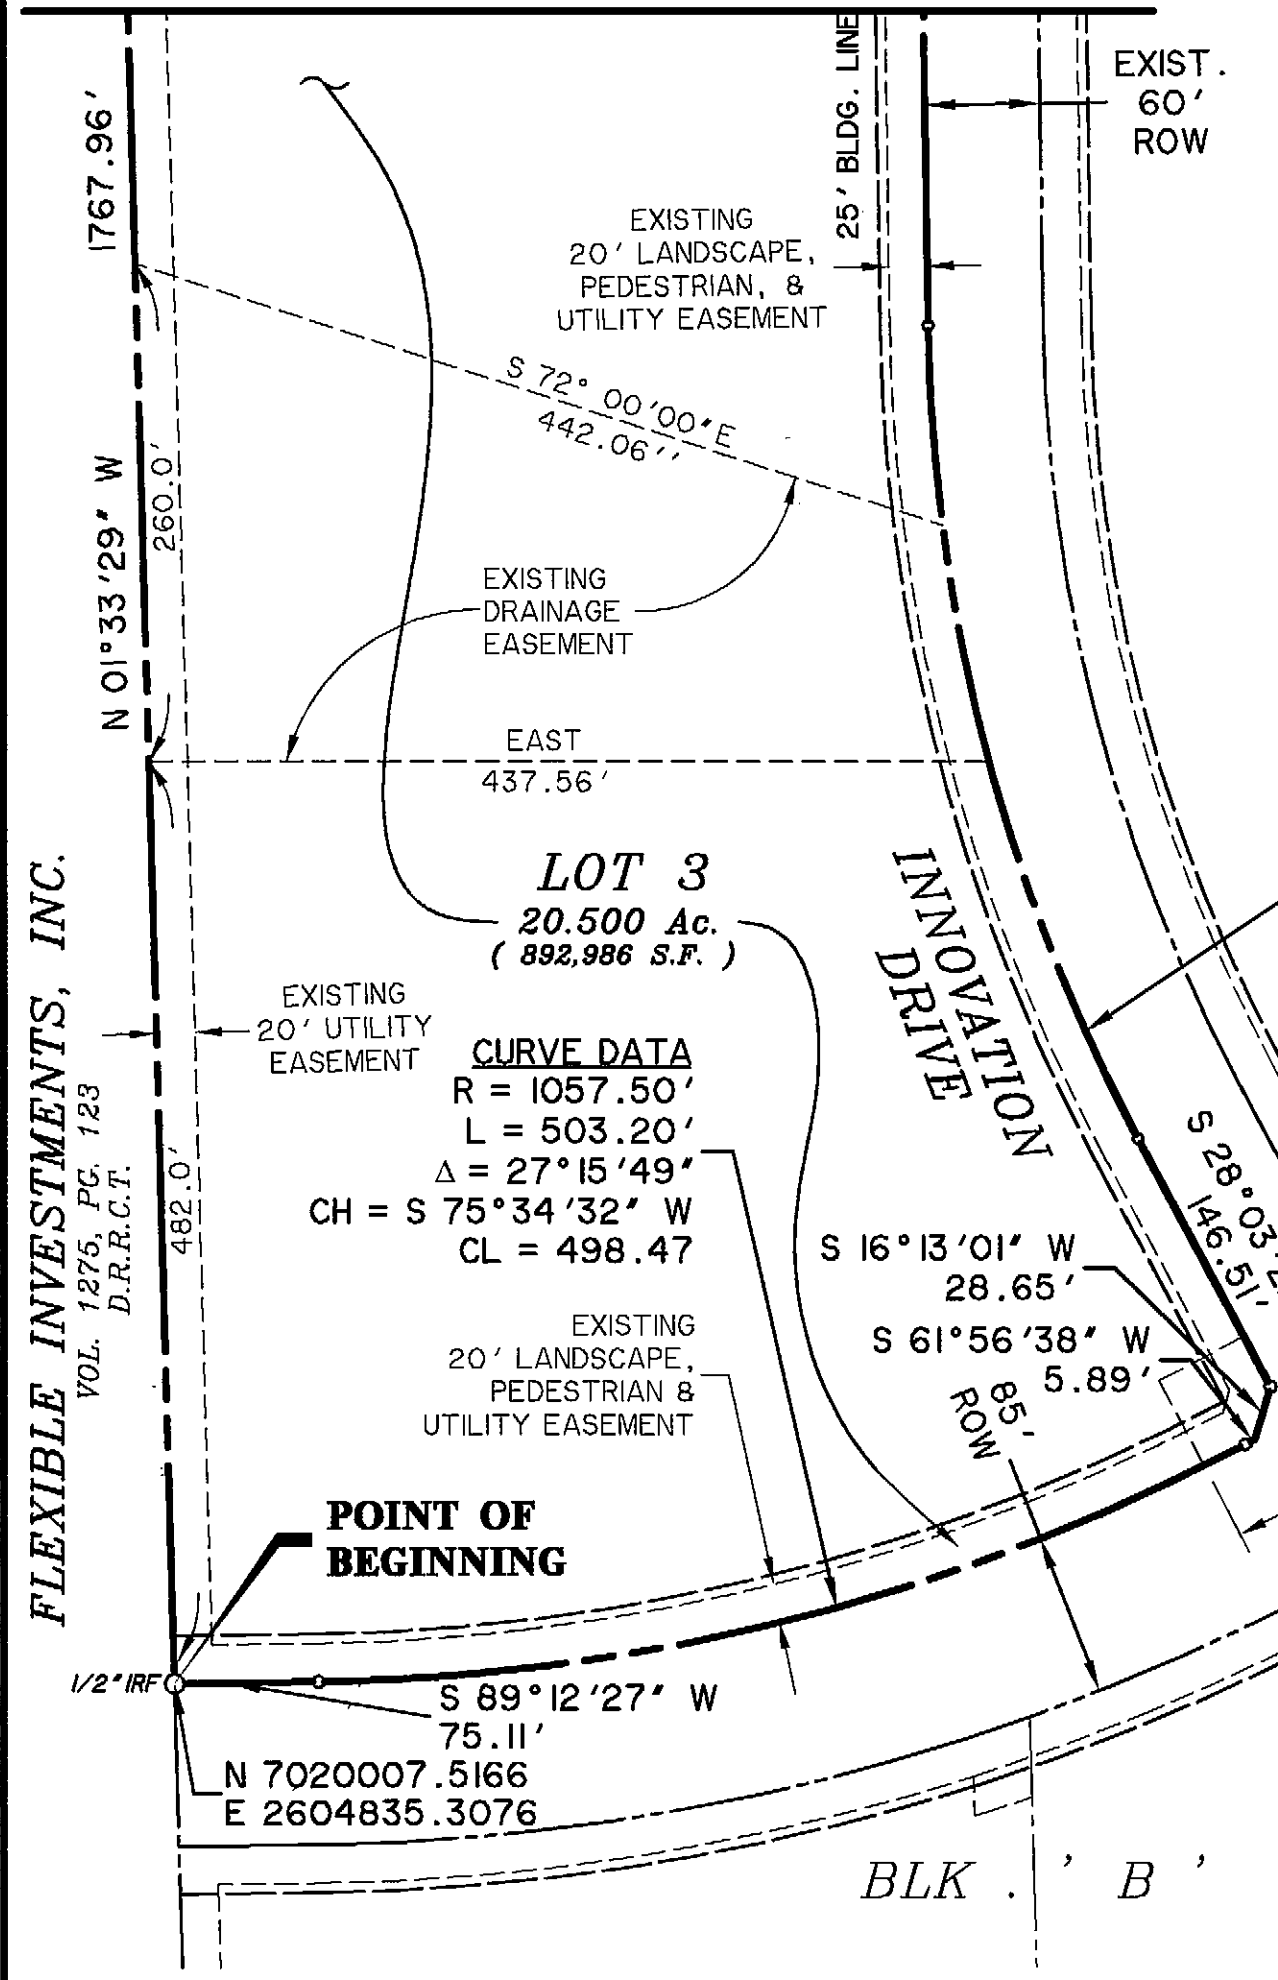 1767.96'
25' BLDG. LINE
EXIST.
60'
ROW
EXISTING
20' LANDSCAPE,
PEDESTRIAN, &
UTILITY EASEMENT
S 72° 00'00" E
442.06''
N 01°33'29" W
260.0'
EXISTING
DRAINAGE
EASEMENT
EAST
437.56'
LOT 3
20.500 Ac.
( 892,986 S.F. )
INNOVATION
DRIVE
FLEXIBLE INVESTMENTS, INC.
VOL. 1275, PG. 123
D.R.R.C.T.
EXISTING
20' UTILITY
EASEMENT
482.0'
CURVE DATA
R = 1057.50'
L = 503.20'
Δ = 27°15'49"
CH = S 75°34'32" W
CL = 498.47
S 28°03'
146.51'
S 16°13'01" W
28.65'
S 61°56'38" W
5.89'
EXISTING
20' LANDSCAPE,
PEDESTRIAN &
UTILITY EASEMENT
85'
ROW
POINT OF
BEGINNING
1/2" IRF
S 89°12'27" W
75.11'
N 7020007.5166
E 2604835.3076
BLK. ' B '